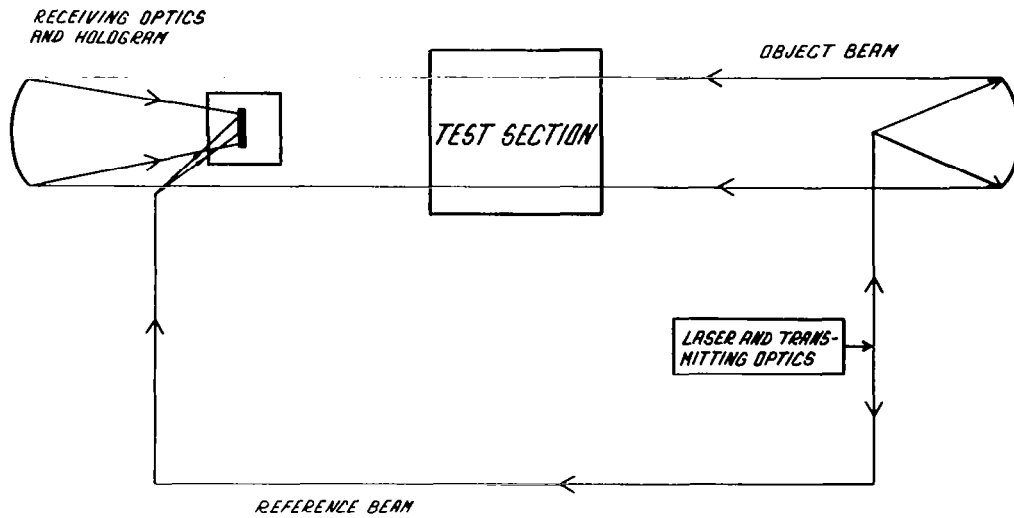 RECEIVING OPTICS
AND HOLOGRAM
OBJECT BEAM
TEST SECTION
LASER AND TRANS-
MITTING OPTICS
REFERENCE BEAM